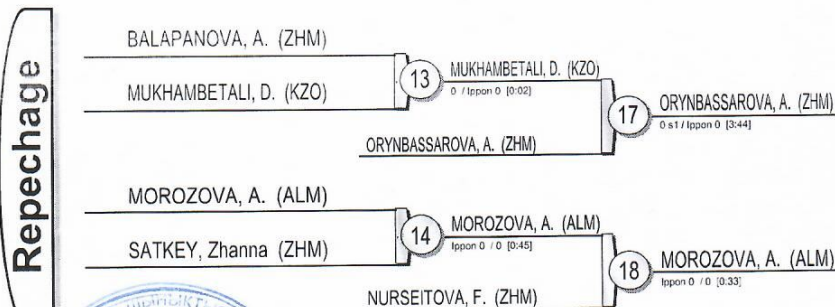 Repechage
BALAPANOVA, A. (ZHM)
MUKHAMBETALI, D. (KZO)
13
MUKHAMBETALI, D. (KZO)
0 / Ippon 0 [0:02]
ORYNBASSAROVA, A. (ZHM)
17
ORYNBASSAROVA, A. (ZHM)
0 s1 / Ippon 0 [3:44]
MOROZOVA, A. (ALM)
SATKEY, Zhanna (ZHM)
14
MOROZOVA, A. (ALM)
Ippon 0 / 0 [0:45]
NURSEITOVA, F. (ZHM)
18
MOROZOVA, A. (ALM)
Ippon 0 / 0 [0:33]